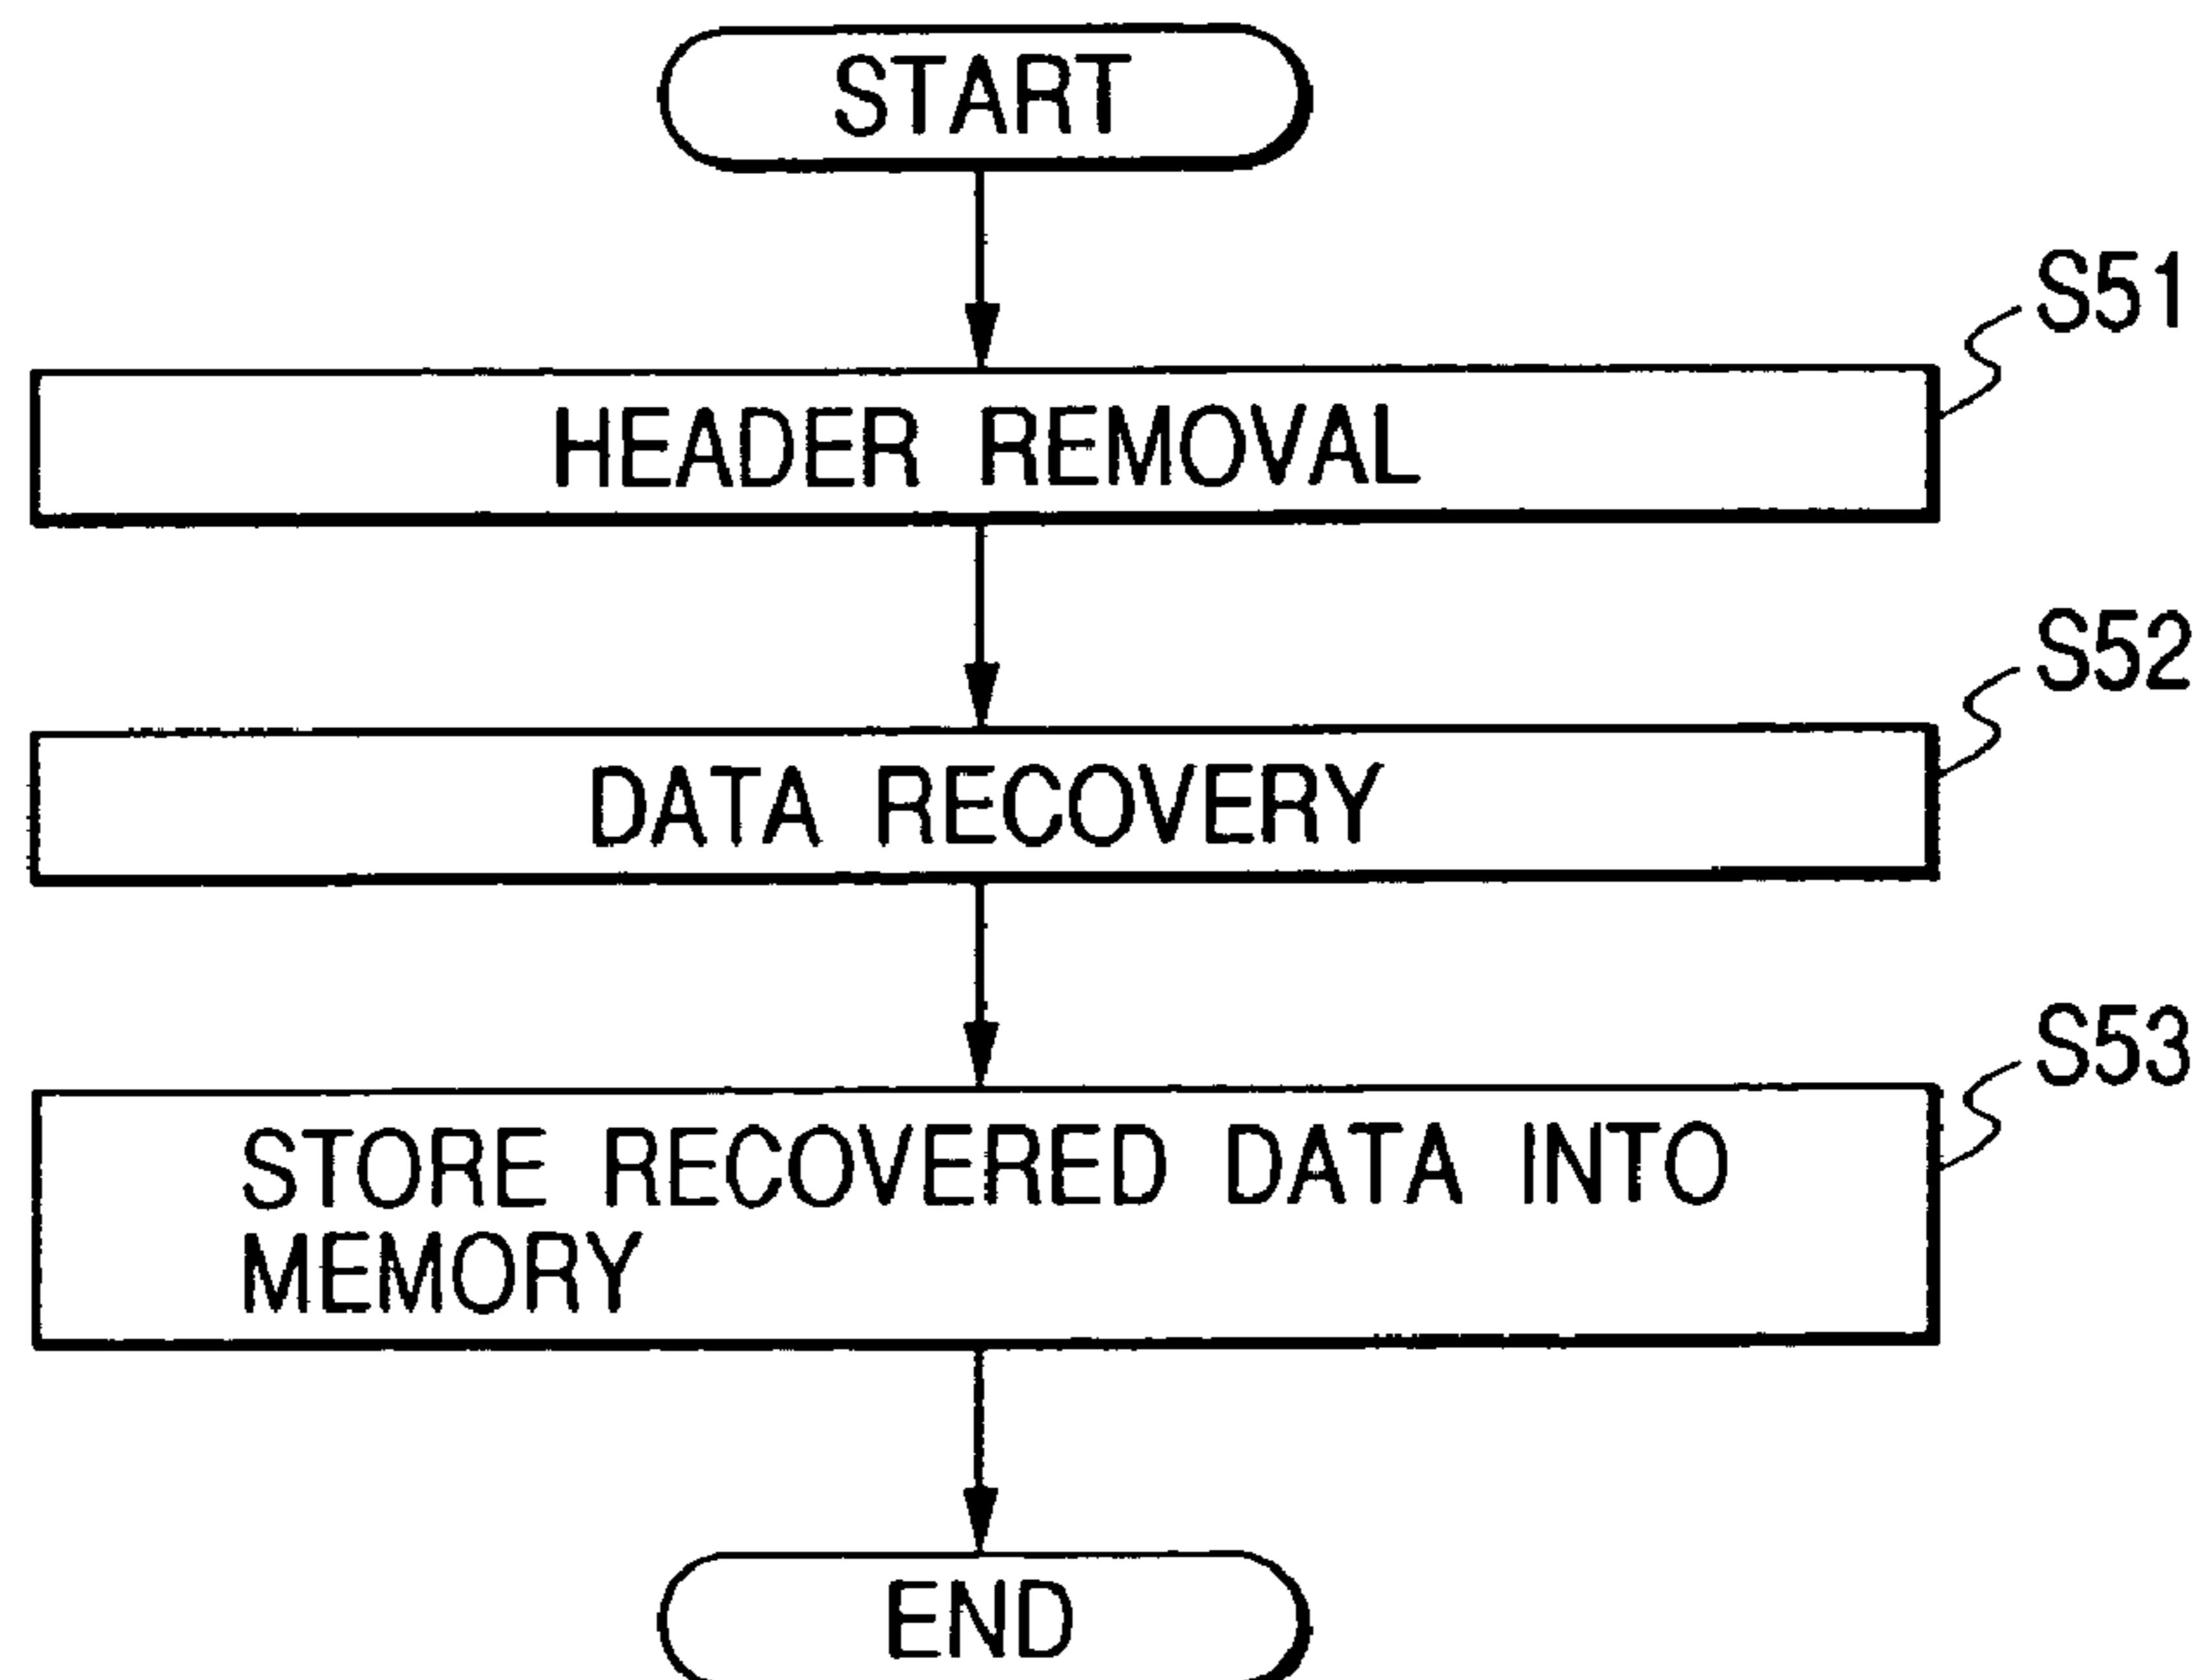 START
S51
HEADER REMOVAL
S52
DATA RECOVERY
S53
STORE RECOVERED DATA INTO
MEMORY
END